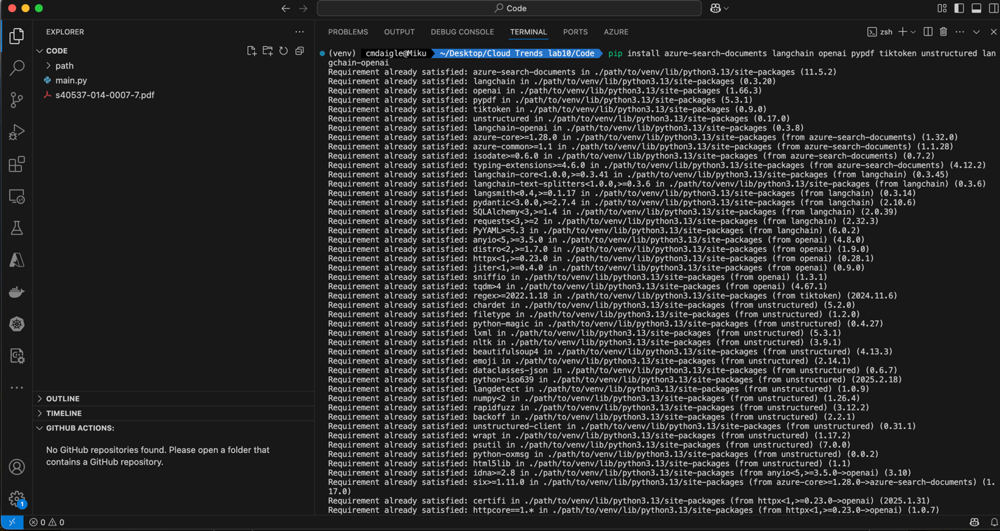 Code
EXPLORER
CODE
path
main.py
s40537-014-0007-7.pdf
OUTLINE
TIMELINE
GITHUB ACTIONS:
No GitHub repositories found. Please open a folder that
contains a GitHub repository.
1
0 0
PROBLEMS OUTPUT DEBUG CONSOLE TERMINAL PORTS AZURE
zsh
(venv) cmdaigle@Miku ~/Desktop/Cloud Trends lab10/Code pip install azure-search-documents langchain openai pypdf tiktoken unstructured lan
gchain-openai
Requirement already satisfied: azure-search-documents in ./path/to/venv/lib/python3.13/site-packages (11.5.2)
Requirement already satisfied: langchain in ./path/to/venv/lib/python3.13/site-packages (0.3.20)
Requirement already satisfied: openai in ./path/to/venv/lib/python3.13/site-packages (1.66.3)
Requirement already satisfied: pypdf in ./path/to/venv/lib/python3.13/site-packages (5.3.1)
Requirement already satisfied: tiktoken in ./path/to/venv/lib/python3.13/site-packages (0.9.0)
Requirement already satisfied: unstructured in ./path/to/venv/lib/python3.13/site-packages (0.17.0)
Requirement already satisfied: langchain-openai in ./path/to/venv/lib/python3.13/site-packages (0.3.8)
Requirement already satisfied: azure-core>=1.28.0 in ./path/to/venv/lib/python3.13/site-packages (from azure-search-documents) (1.32.0)
Requirement already satisfied: azure-common>=1.1 in ./path/to/venv/lib/python3.13/site-packages (from azure-search-documents) (1.1.28)
Requirement already satisfied: isodate>=0.6.0 in ./path/to/venv/lib/python3.13/site-packages (from azure-search-documents) (0.7.2)
Requirement already satisfied: typing-extensions>=4.6.0 in ./path/to/venv/lib/python3.13/site-packages (from azure-search-documents) (4.12.2)
Requirement already satisfied: langchain-core<1.0.0,>=0.3.41 in ./path/to/venv/lib/python3.13/site-packages (from langchain) (0.3.45)
Requirement already satisfied: langchain-text-splitters<1.0.0,>=0.3.6 in ./path/to/venv/lib/python3.13/site-packages (from langchain) (0.3.6)
Requirement already satisfied: langsmith<0.4,>=0.1.17 in ./path/to/venv/lib/python3.13/site-packages (from langchain) (0.3.14)
Requirement already satisfied: pydantic<3.0.0,>=2.7.4 in ./path/to/venv/lib/python3.13/site-packages (from langchain) (2.10.6)
Requirement already satisfied: SQLAlchemy<3,>=1.4 in ./path/to/venv/lib/python3.13/site-packages (from langchain) (2.0.39)
Requirement already satisfied: requests<3,>=2 in ./path/to/venv/lib/python3.13/site-packages (from langchain) (2.32.3)
Requirement already satisfied: PyYAML>=5.3 in ./path/to/venv/lib/python3.13/site-packages (from langchain) (6.0.2)
Requirement already satisfied: anyio<5,>=3.5.0 in ./path/to/venv/lib/python3.13/site-packages (from openai) (4.8.0)
Requirement already satisfied: distro<2,>=1.7.0 in ./path/to/venv/lib/python3.13/site-packages (from openai) (1.9.0)
Requirement already satisfied: httpx<1,>=0.23.0 in ./path/to/venv/lib/python3.13/site-packages (from openai) (0.28.1)
Requirement already satisfied: jiter<1,>=0.4.0 in ./path/to/venv/lib/python3.13/site-packages (from openai) (0.9.0)
Requirement already satisfied: sniffio in ./path/to/venv/lib/python3.13/site-packages (from openai) (1.3.1)
Requirement already satisfied: tqdm>4 in ./path/to/venv/lib/python3.13/site-packages (from openai) (4.67.1)
Requirement already satisfied: regex>=2022.1.18 in ./path/to/venv/lib/python3.13/site-packages (from tiktoken) (2024.11.6)
Requirement already satisfied: chardet in ./path/to/venv/lib/python3.13/site-packages (from unstructured) (5.2.0)
Requirement already satisfied: filetype in ./path/to/venv/lib/python3.13/site-packages (from unstructured) (1.2.0)
Requirement already satisfied: python-magic in ./path/to/venv/lib/python3.13/site-packages (from unstructured) (0.4.27)
Requirement already satisfied: lxml in ./path/to/venv/lib/python3.13/site-packages (from unstructured) (5.3.1)
Requirement already satisfied: nltk in ./path/to/venv/lib/python3.13/site-packages (from unstructured) (3.9.1)
Requirement already satisfied: beautifulsoup4 in ./path/to/venv/lib/python3.13/site-packages (from unstructured) (4.13.3)
Requirement already satisfied: emoji in ./path/to/venv/lib/python3.13/site-packages (from unstructured) (2.14.1)
Requirement already satisfied: dataclasses-json in ./path/to/venv/lib/python3.13/site-packages (from unstructured) (0.6.7)
Requirement already satisfied: python-iso639 in ./path/to/venv/lib/python3.13/site-packages (from unstructured) (2025.2.18)
Requirement already satisfied: langdetect in ./path/to/venv/lib/python3.13/site-packages (from unstructured) (1.0.9)
Requirement already satisfied: numpy<2 in ./path/to/venv/lib/python3.13/site-packages (from unstructured) (1.26.4)
Requirement already satisfied: rapidfuzz in ./path/to/venv/lib/python3.13/site-packages (from unstructured) (3.12.2)
Requirement already satisfied: backoff in ./path/to/venv/lib/python3.13/site-packages (from unstructured) (2.2.1)
Requirement already satisfied: unstructured-client in ./path/to/venv/lib/python3.13/site-packages (from unstructured) (0.31.1)
Requirement already satisfied: wrapt in ./path/to/venv/lib/python3.13/site-packages (from unstructured) (1.17.2)
Requirement already satisfied: psutil in ./path/to/venv/lib/python3.13/site-packages (from unstructured) (7.0.0)
Requirement already satisfied: python-oxmsg in ./path/to/venv/lib/python3.13/site-packages (from unstructured) (0.0.2)
Requirement already satisfied: html5lib in ./path/to/venv/lib/python3.13/site-packages (from unstructured) (1.1)
Requirement already satisfied: idna>=2.8 in ./path/to/venv/lib/python3.13/site-packages (from anyio<5,>=3.5.0->openai) (3.10)
Requirement already satisfied: six>=1.11.0 in ./path/to/venv/lib/python3.13/site-packages (from azure-core>=1.28.0->azure-search-documents) (1.
17.0)
Requirement already satisfied: certifi in ./path/to/venv/lib/python3.13/site-packages (from httpx<1,>=0.23.0->openai) (2025.1.31)
Requirement already satisfied: httpcore==1.* in ./path/to/venv/lib/python3.13/site-packages (from httpx<1,>=0.23.0->openai) (1.0.7)